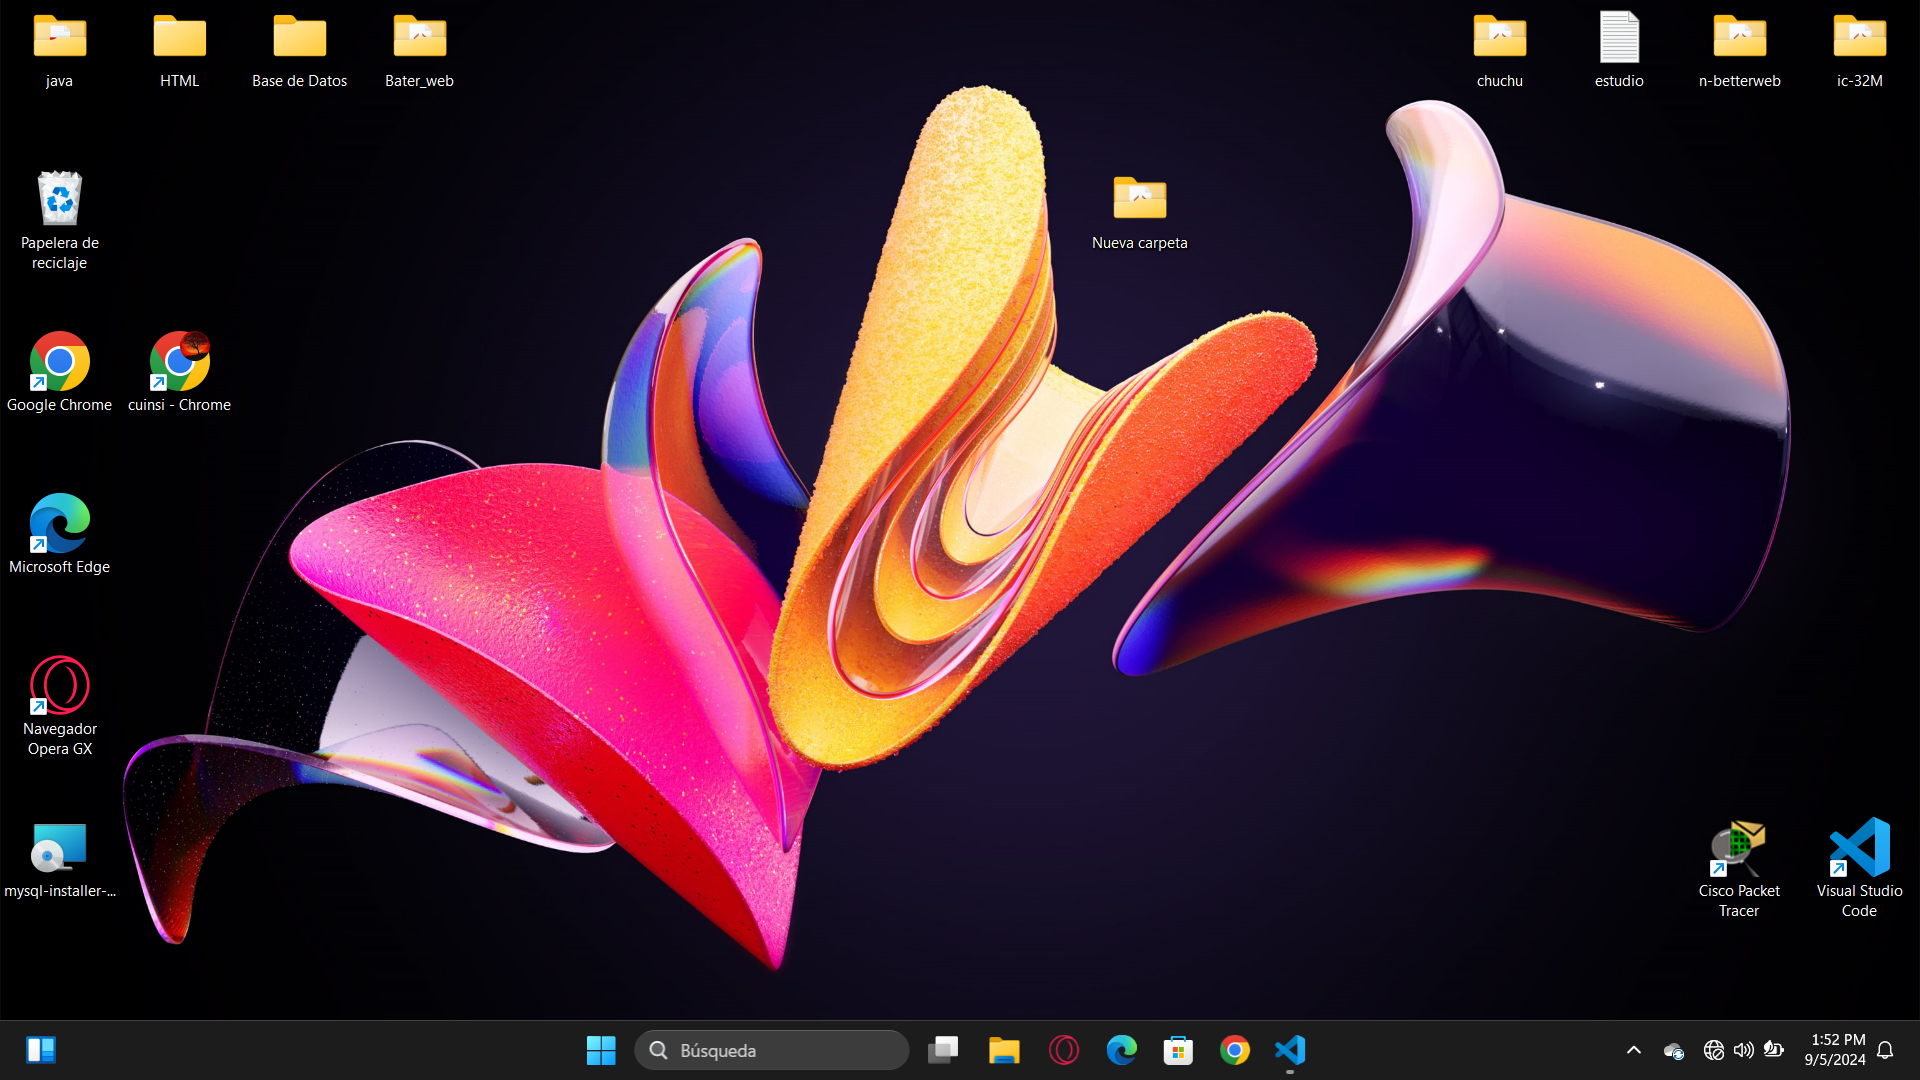 java
HTML
Base de Datos
Bater_web
chuchu
estudio
n-betterweb
ic-32M
Papelera de
reciclaje
Nueva carpeta
Google Chrome
cuinsi - Chrome
Microsoft Edge
Navegador
Opera GX
mysql-installer-...
Cisco Packet
Tracer
Visual Studio
Code
Búsqueda
1:52 PM
9/5/2024